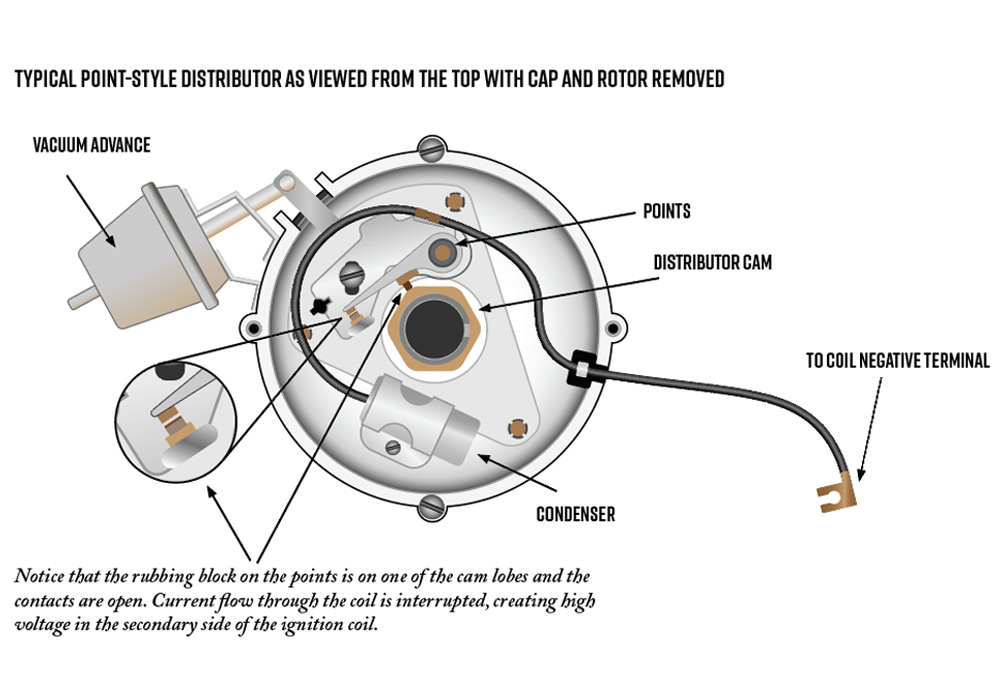 TYPICAL POINT-STYLE DISTRIBUTOR AS VIEWED FROM THE TOP WITH CAP AND ROTOR REMOVED
VACUUM ADVANCE
POINTS
DISTRIBUTOR CAM
TO COIL NEGATIVE TERMINAL
CONDENSER
Notice that the rubbing block on the points is on one of the cam lobes and the
contacts are open. Current flow through the coil is interrupted, creating high
voltage in the secondary side of the ignition coil.